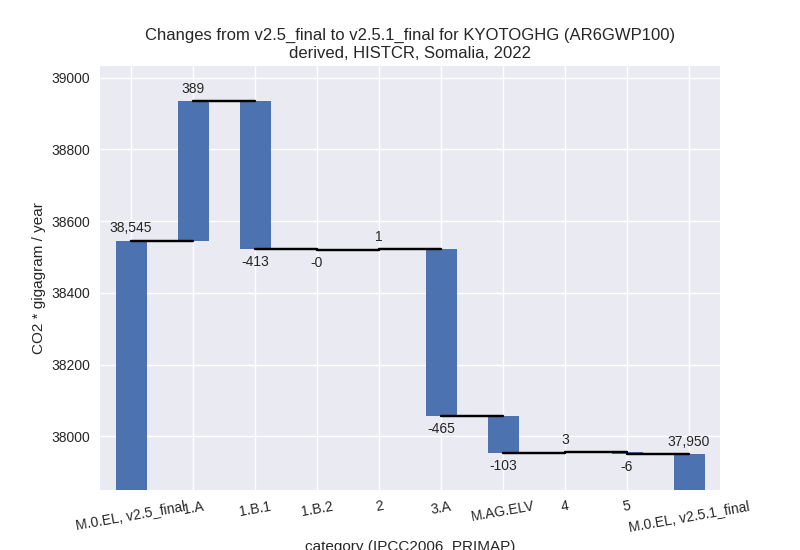 Changes from v2.5_final to v2.5.1_final for KYOTOGHG (AR6GWP100)
derived, HISTCR, Somalia, 2022
CO2 * gigagram / year
39000
38800
38600
38400
38200
38000
38,545
389
-413
-0
1
-465
-103
3
-6
37,950
M.0.EL, v2.5_final
1.A
1.B.1
1.B.2
2
3.A
M.AG.ELV
4
5
M.0.EL, v2.5.1_final
category (IPCC2006_PRIMAP)